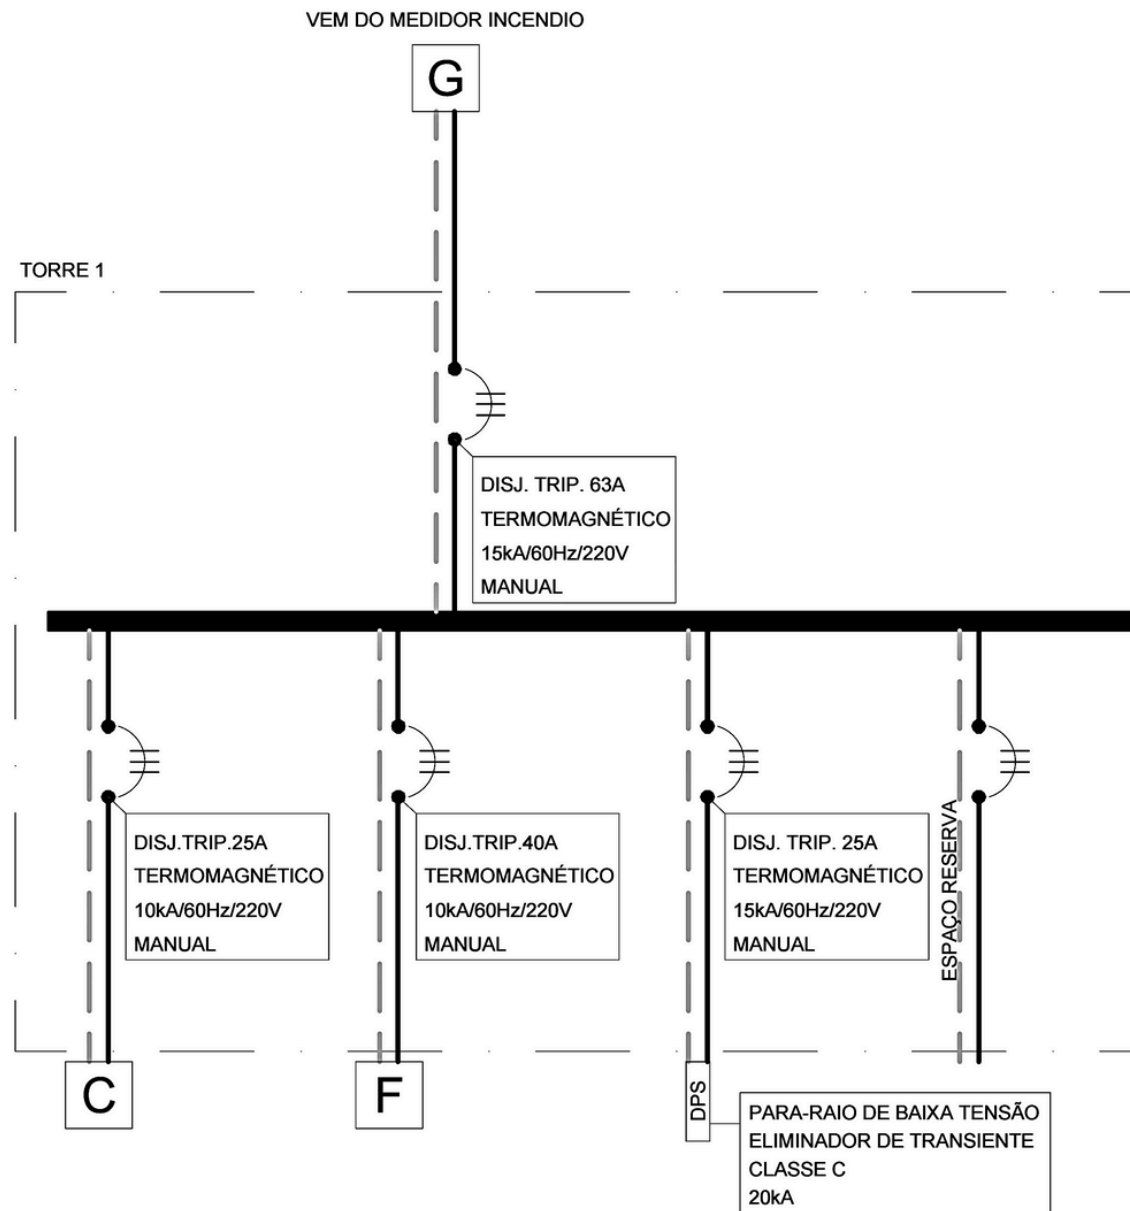 VEM DO MEDIDOR INCENDIO
G
TORRE 1
DISJ. TRIP. 63A
TERMOMAGNÉTICO
15kA/60Hz/220V
MANUAL
DISJ.TRIP.25A
TERMOMAGNÉTICO
10kA/60Hz/220V
MANUAL
DISJ.TRIP.40A
TERMOMAGNÉTICO
10kA/60Hz/220V
MANUAL
DISJ. TRIP. 25A
TERMOMAGNÉTICO
15kA/60Hz/220V
MANUAL
ESPAÇO RESERVA
C
F
DPS
PARA-RAIO DE BAIXA TENSÃO
ELIMINADOR DE TRANSIENTE
CLASSE C
20kA